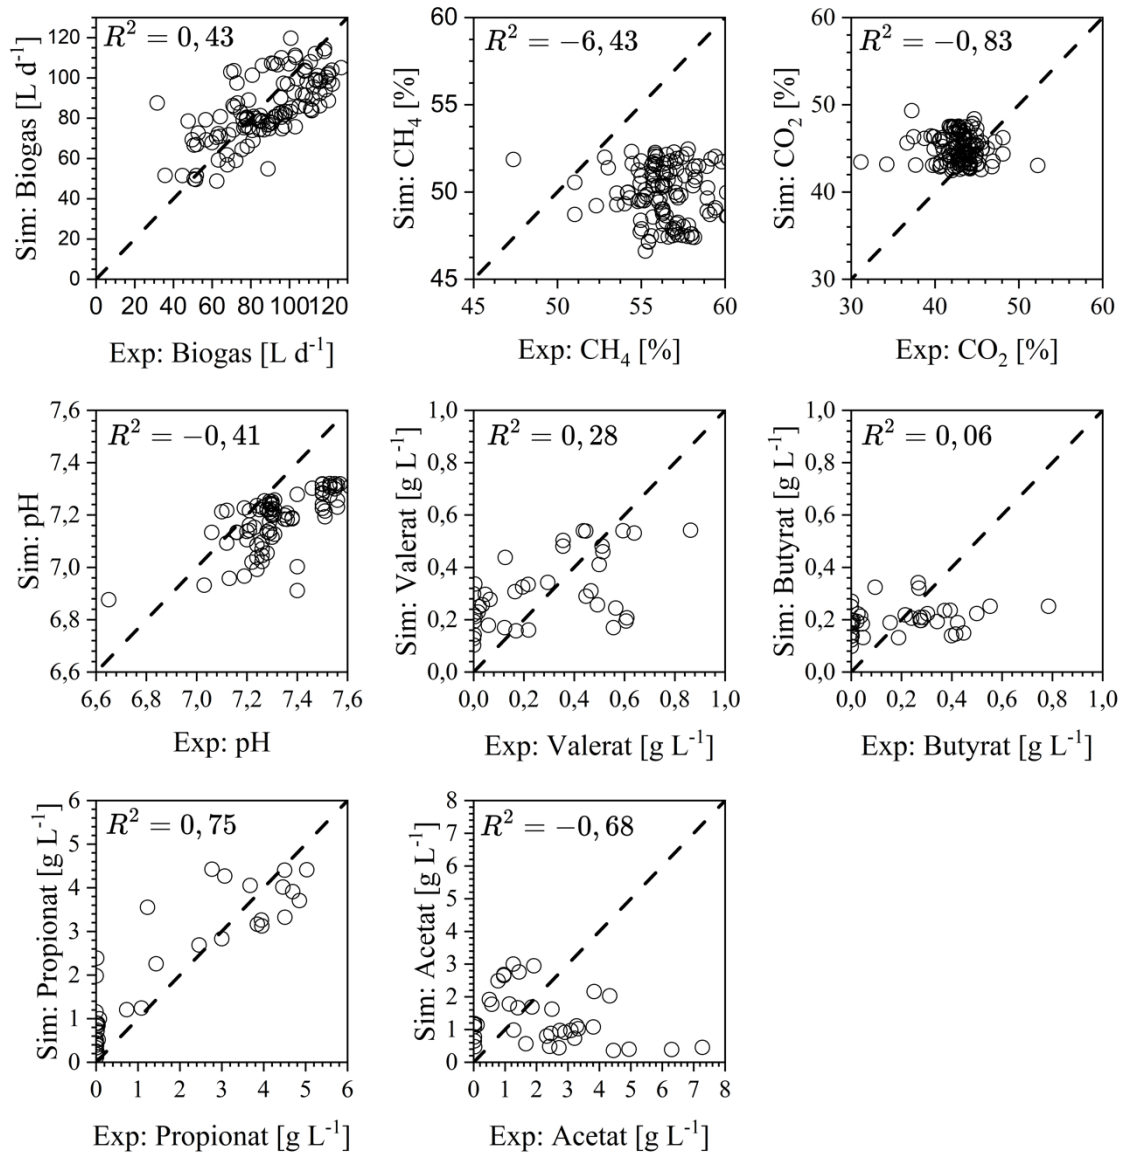 R² = 0, 43
Sim: Biogas [L d⁻¹]
120
100
80
60
40
20
0
0 20 40 60 80 100 120
Exp: Biogas [L d⁻¹]
R² = −6, 43
Sim: CH₄ [%]
60
55
50
45
45 50 55 60
Exp: CH₄ [%]
R² = −0, 83
Sim: CO₂ [%]
60
50
40
30
30 40 50 60
Exp: CO₂ [%]
R² = −0, 41
Sim: pH
7,6
7,4
7,2
7,0
6,8
6,6
6,6 7,0 7,2 7,4 7,6
Exp: pH
R² = 0, 28
Sim: Valerat [g L⁻¹]
1,0
0,8
0,6
0,4
0,2
0,0
0,0 0,2 0,4 0,6 0,8 1,0
Exp: Valerat [g L⁻¹]
R² = 0, 06
Sim: Butyrat [g L⁻¹]
1,0
0,8
0,6
0,4
0,2
0,0
0,0 0,2 0,4 0,6 0,8 1,0
Exp: Butyrat [g L⁻¹]
R² = 0, 75
Sim: Propionat [g L⁻¹]
6
5
4
3
2
1
0
0 1 2 3 4 5 6
Exp: Propionat [g L⁻¹]
R² = −0, 68
Sim: Acetat [g L⁻¹]
8
7
6
5
4
3
2
1
0
0 1 2 3 4 5 6 7 8
Exp: Acetat [g L⁻¹]